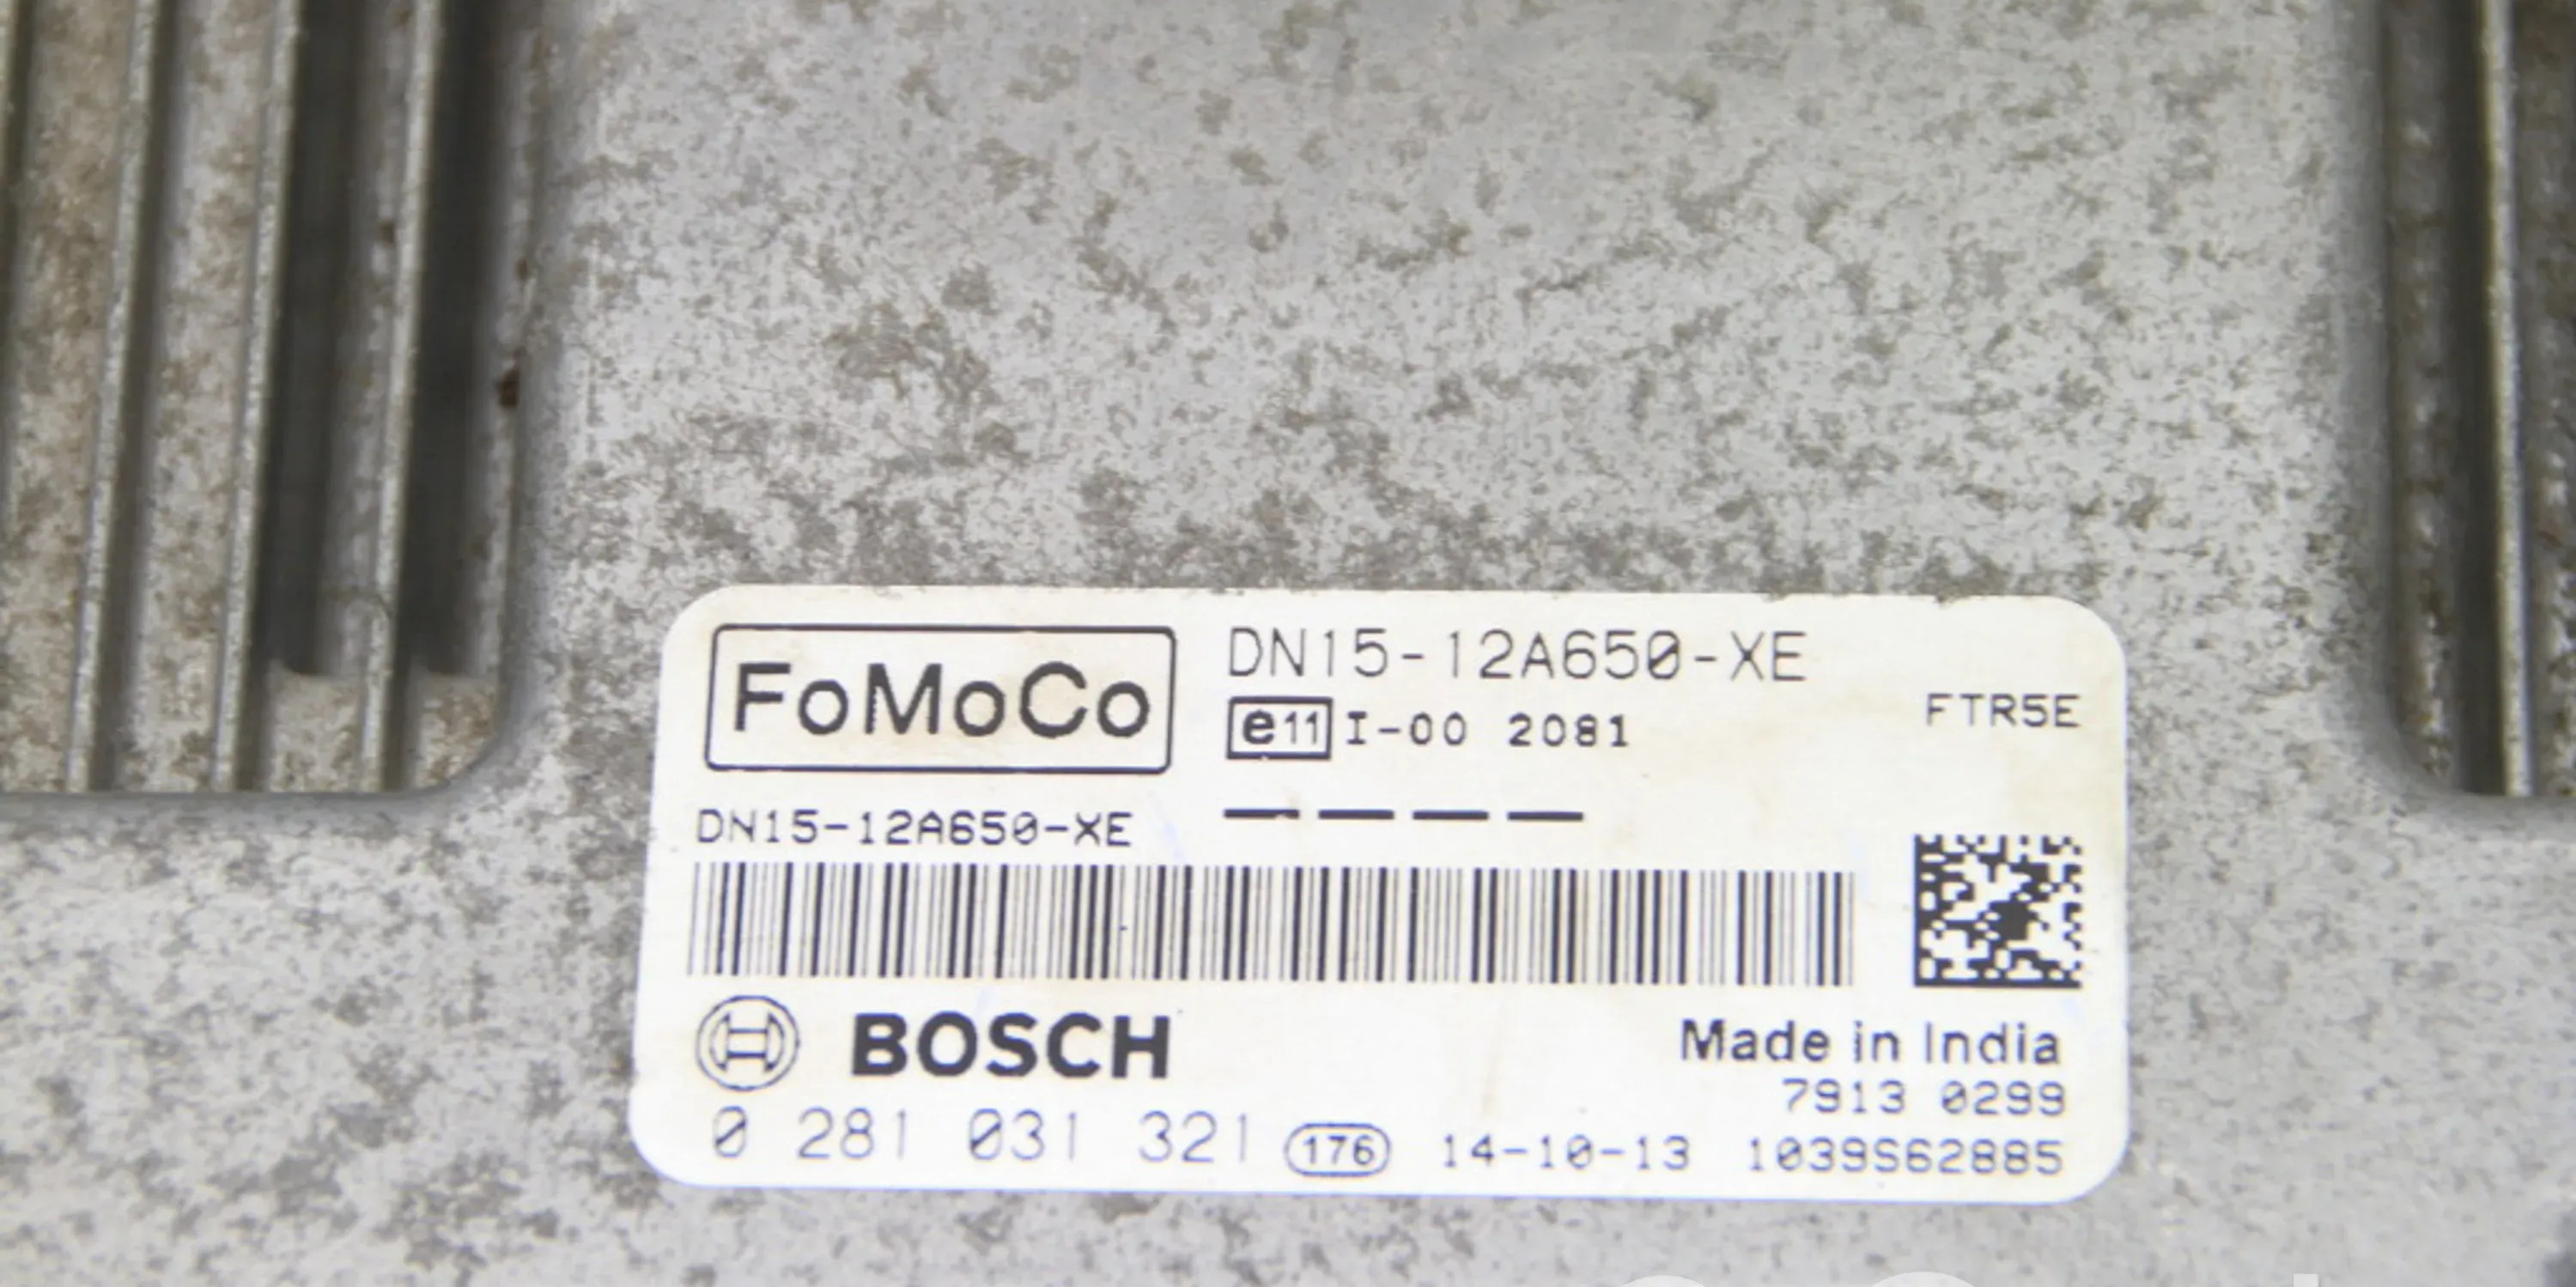 FoMoCo
DN15-12A650-XE
e11 I-00 2081
FTR5E
DN15-12A650-XE
BOSCH
Made in India
7913 0299
0 281 031 321 176 14-10-13 1039S62885